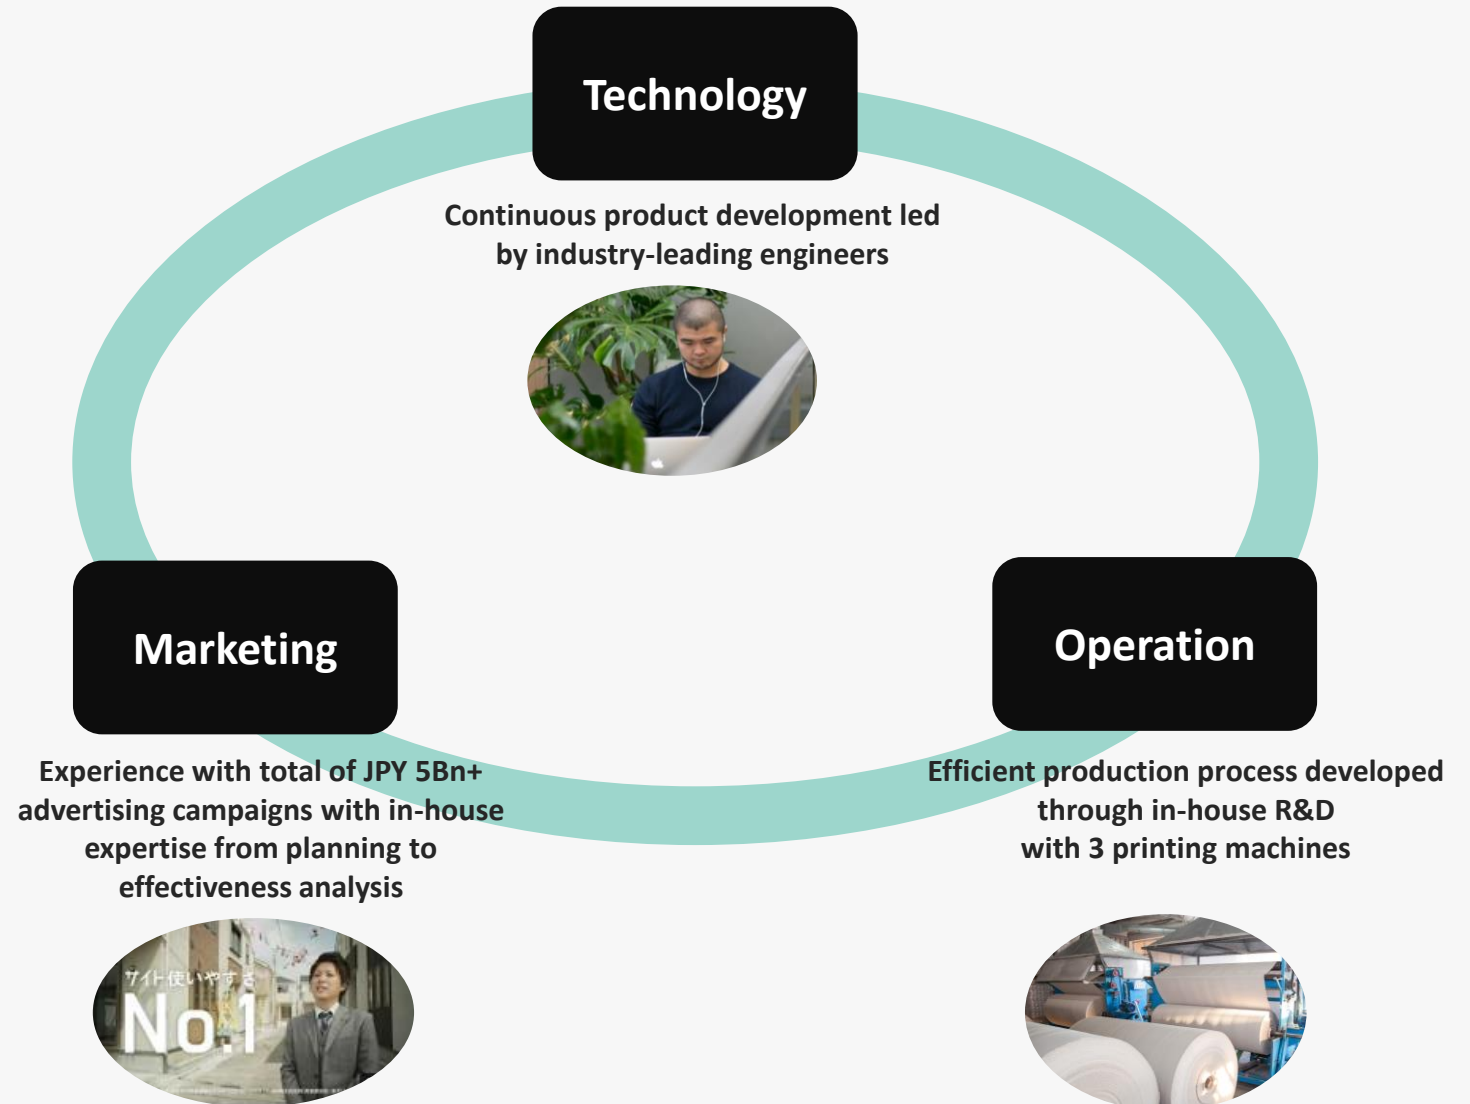 Technology
Continuous product development led
by industry-leading engineers
Marketing
Experience with total of JPY 5Bn+
advertising campaigns with in-house
expertise from planning to
effectiveness analysis
サイト使いやすさ
No.1
Operation
Efficient production process developed
through in-house R&D
with 3 printing machines